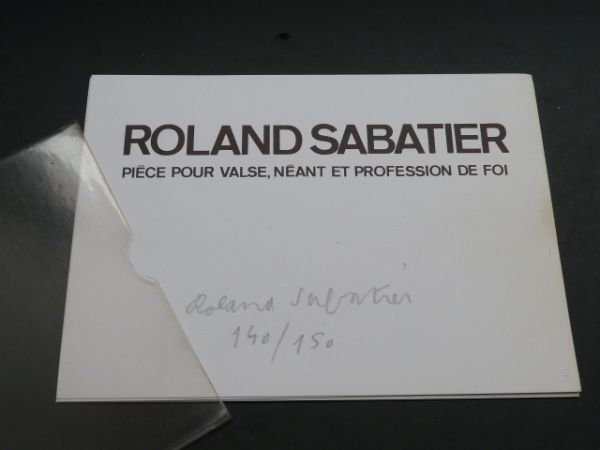 ROLAND SABATIER
PIÈCE POUR VALSE, NÉANT ET PROFESSION DE FOI
Roland Sabatier
140/150